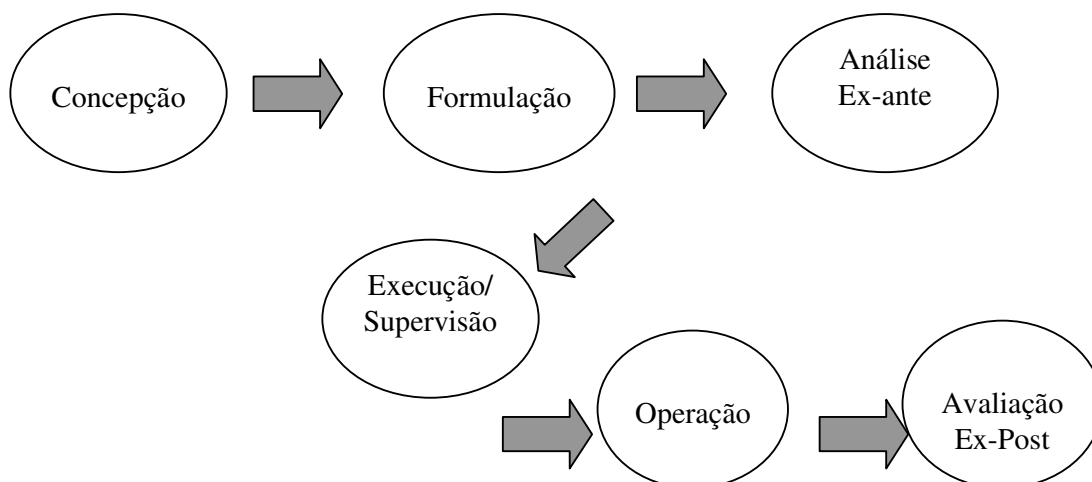 Concepção
Formulação
Análise
Ex-ante
Execução/
Supervisão
Operação
Avaliação
Ex-Post